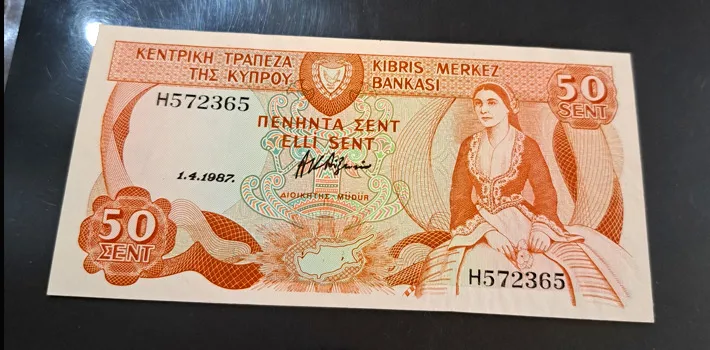 ΚΕΝΤΡΙΚΗ ΤΡΑΠΕΖΑ
ΤΗΣ ΚΥΠΡΟΥ
KIBRIS MERKEZ
BANKASI
50
SENT
H572365
ΠΕΝΗΝΤΑ ΣΕΝΤ
ELLİ SENT
1.4.1987.
ΔΙΟΙΚΗΤΗΣ MÜDÜR
50
ΣΕΝΤ
H572365